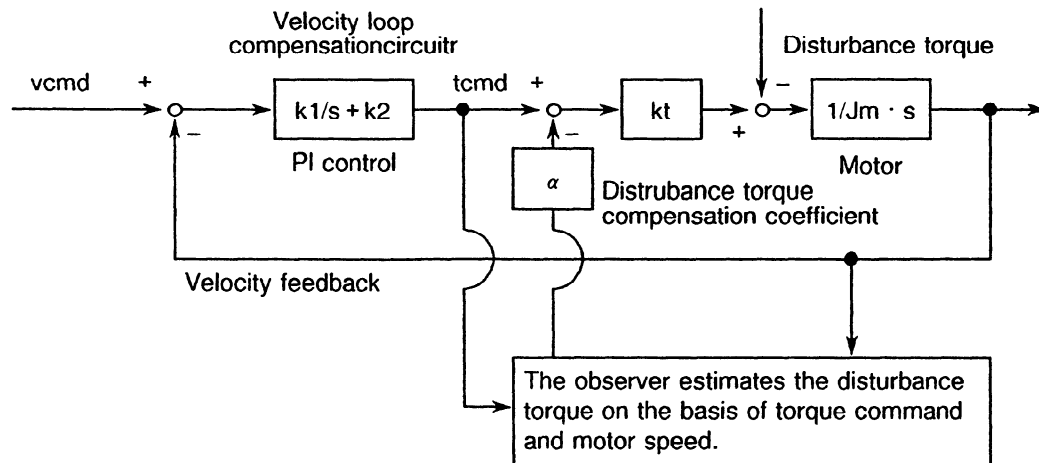 Velocity loop
compensationcircuitr
Disturbance torque
vcmd
+
tcmd
+
−
k1/s + k2
kt
1/Jm · s
−
−
+
PI control
Motor
α
Distrubance torque
compensation coefficient
Velocity feedback
The observer estimates the disturbance
torque on the basis of torque command
and motor speed.